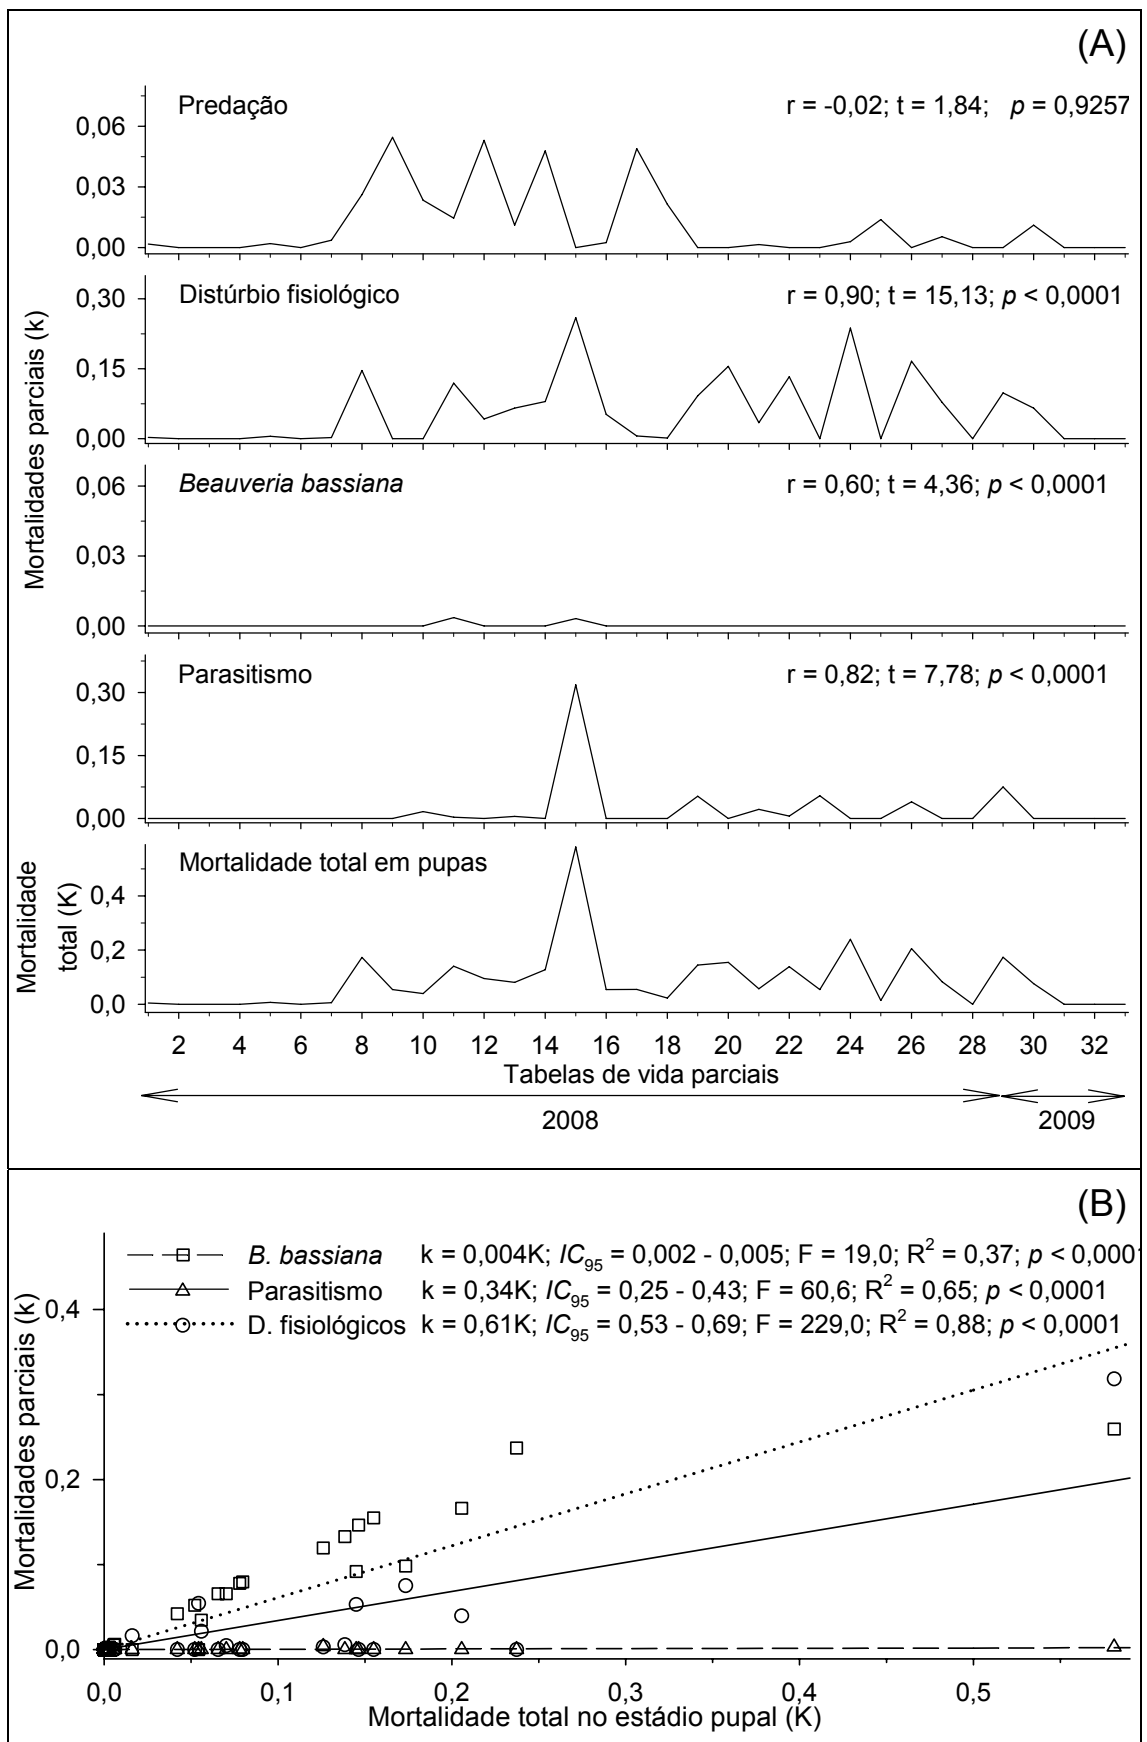 (A)
Predação r = -0,02; t = 1,84; p = 0,9257
0,06
0,03
0,00
Distúrbio fisiológico r = 0,90; t = 15,13; p < 0,0001
0,30
0,15
0,00
Beauveria bassiana r = 0,60; t = 4,36; p < 0,0001
0,06
0,03
0,00
Parasitismo r = 0,82; t = 7,78; p < 0,0001
0,30
0,15
0,00
Mortalidades parciais (k)
Mortalidade total em pupas
0,4
0,2
0,0
Mortalidade
total (K)
2 4 6 8 10 12 14 16 18 20 22 24 26 28 30 32
Tabelas de vida parciais
2008 2009
(B)
B. bassiana k = 0,004K; IC95 = 0,002 - 0,005; F = 19,0; R2 = 0,37; p < 0,0001
Parasitismo k = 0,34K; IC95 = 0,25 - 0,43; F = 60,6; R2 = 0,65; p < 0,0001
D. fisiológicos k = 0,61K; IC95 = 0,53 - 0,69; F = 229,0; R2 = 0,88; p < 0,0001
Mortalidades parciais (k)
0,4
0,2
0,0
0,0 0,1 0,2 0,3 0,4 0,5
Mortalidade total no estádio pupal (K)